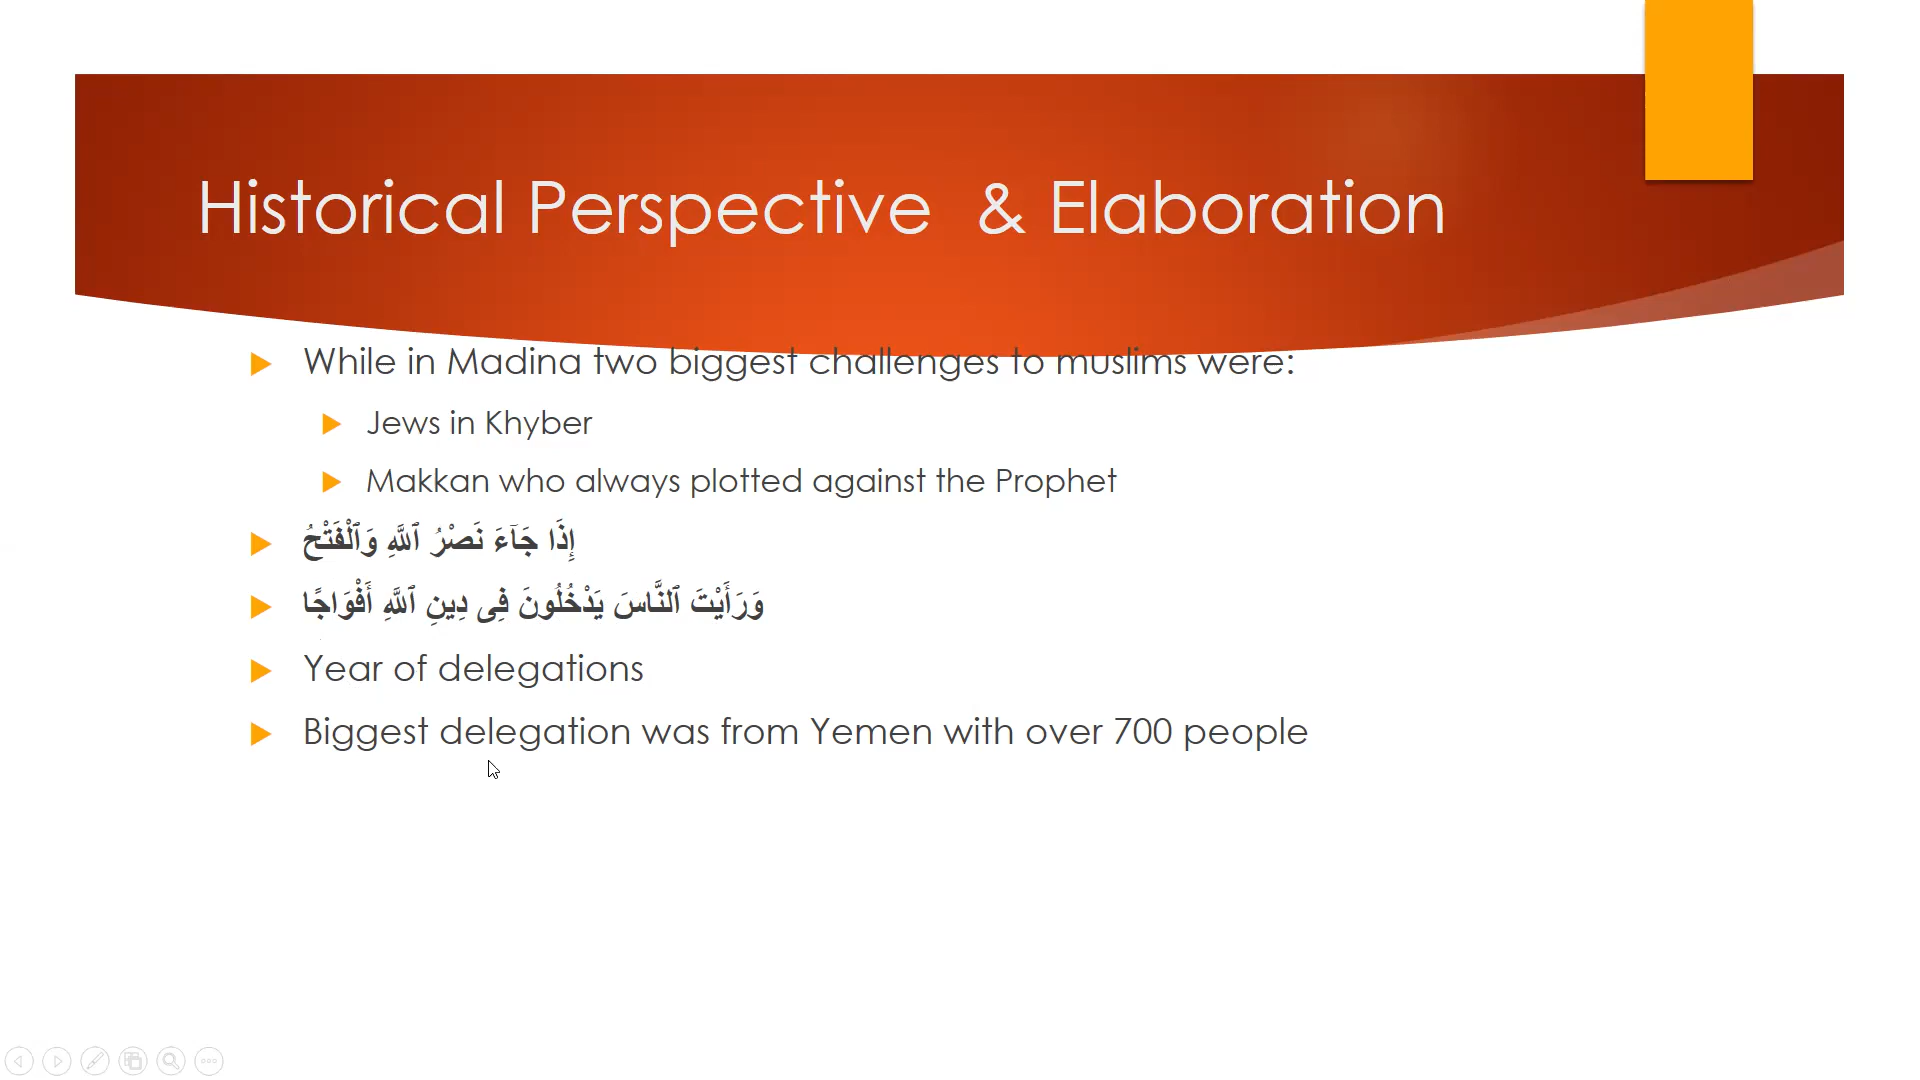 Historical Perspective  & Elaboration
While in Madina two biggest challenges to muslims were:
Jews in Khyber
Makkan who always plotted against the Prophet
إِذَا جَآءَ نَصْرُ ٱللَّهِ وَٱلْفَتْحُ
وَرَأَيْتَ ٱلنَّاسَ يَدْخُلُونَ فِى دِينِ ٱللَّهِ أَفْوَاجًا
Year of delegations
Biggest delegation was from Yemen with over 700 people